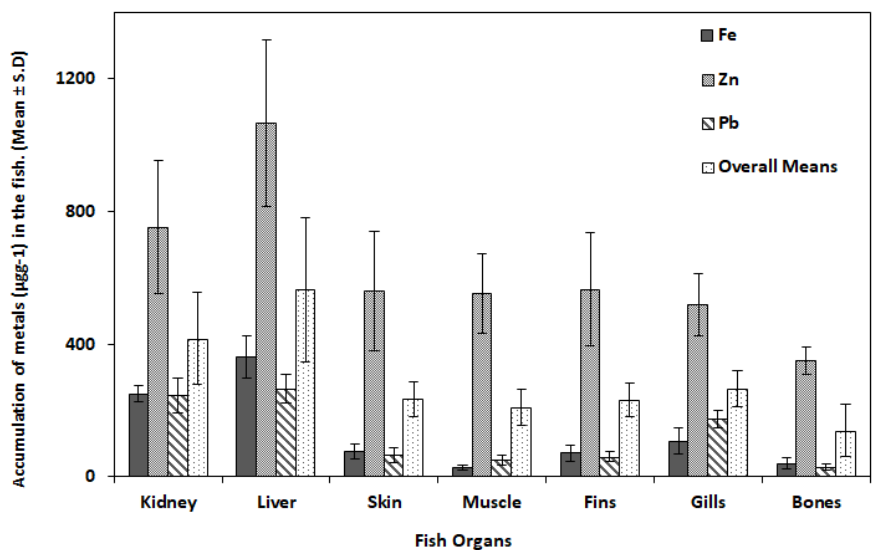 Accumulation of metals (µgg-1) in the fish. (Mean ± S.D)
1200
800
400
0
Fe
Zn
Pb
Overall Means
Kidney Liver Skin Muscle Fins Gills Bones
Fish Organs